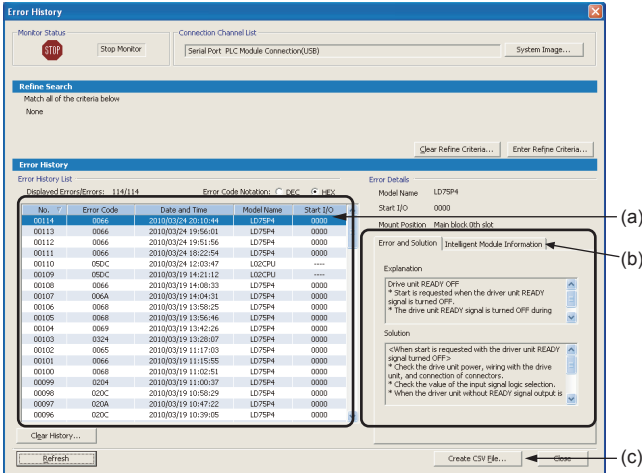 Error History
Monitor Status
STOP
Stop Monitor
Connection Channel List
Serial Port PLC Module Connection(USB)
System Image...
Refine Search
Match all of the criteria below
None
Clear Refine Criteria...
Enter Refine Criteria...
Error History
Error History List
Displayed Errors/Errors: 114/114
Error Code Notation: DEC HEX
No. Error Code Date and Time Model Name Start I/O
00114 0066 2010/03/24 20:10:44 LD75P4 0000
00113 0066 2010/03/24 19:56:01 LD75P4 0000
00112 0066 2010/03/24 19:51:56 LD75P4 0000
00111 0066 2010/03/24 18:22:54 LD75P4 0000
00110 05DC 2010/03/24 12:03:47 L02CPU ----
00109 05DC 2010/03/19 14:21:12 L02CPU ----
00108 0066 2010/03/19 14:08:33 LD75P4 0000
00107 006A 2010/03/19 14:04:31 LD75P4 0000
00106 0068 2010/03/19 13:58:25 LD75P4 0000
00105 0068 2010/03/19 13:56:46 LD75P4 0000
00104 0069 2010/03/19 13:42:26 LD75P4 0000
00103 0324 2010/03/19 13:28:07 LD75P4 0000
00102 0065 2010/03/19 11:17:03 LD75P4 0000
00101 0066 2010/03/19 11:15:55 LD75P4 0000
00100 0068 2010/03/19 11:02:51 LD75P4 0000
00099 0204 2010/03/19 11:00:37 LD75P4 0000
00098 020C 2010/03/19 10:58:29 LD75P4 0000
00097 020A 2010/03/19 10:47:22 LD75P4 0000
00096 020C 2010/03/19 10:39:05 LD75P4 0000
Error Details
Model Name LD75P4
Start I/O 0000
Mount Position Main block 0th slot
Error and Solution
Intelligent Module Information
Explanation
Drive unit READY OFF
* Start is requested when the driver unit READY
signal is turned OFF.
* The drive unit READY signal is turned OFF during
Solution
<When start is requested with the driver unit READY
signal turned OFF>
* Check the drive unit power, wiring with the drive
unit, and connection of connectors.
* Check the value of the input signal logic selection.
* When the driver unit without READY signal output is
(a)
(b)
Clear History...
Refresh
Create CSV File...
Close
(c)